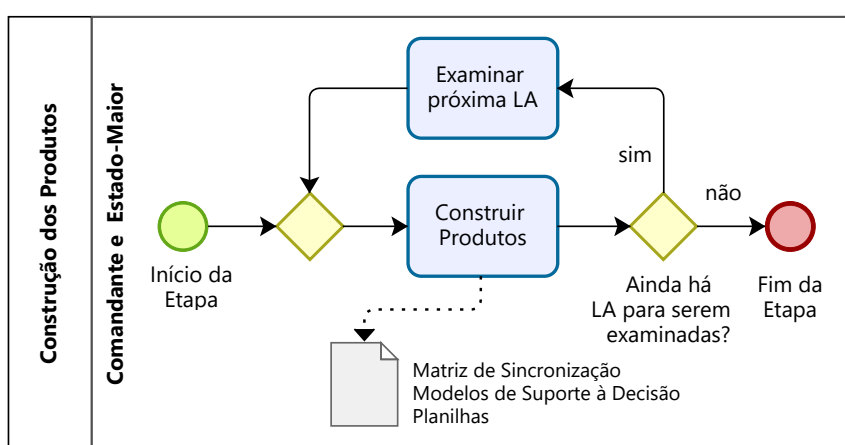 Construção dos Produtos
Comandante e Estado-Maior
Examinar
próxima LA
sim
não
Construir
Produtos
Início da
Etapa
Ainda há
LA para serem
examinadas?
Fim da
Etapa
Matriz de Sincronização
Modelos de Suporte à Decisão
Planilhas